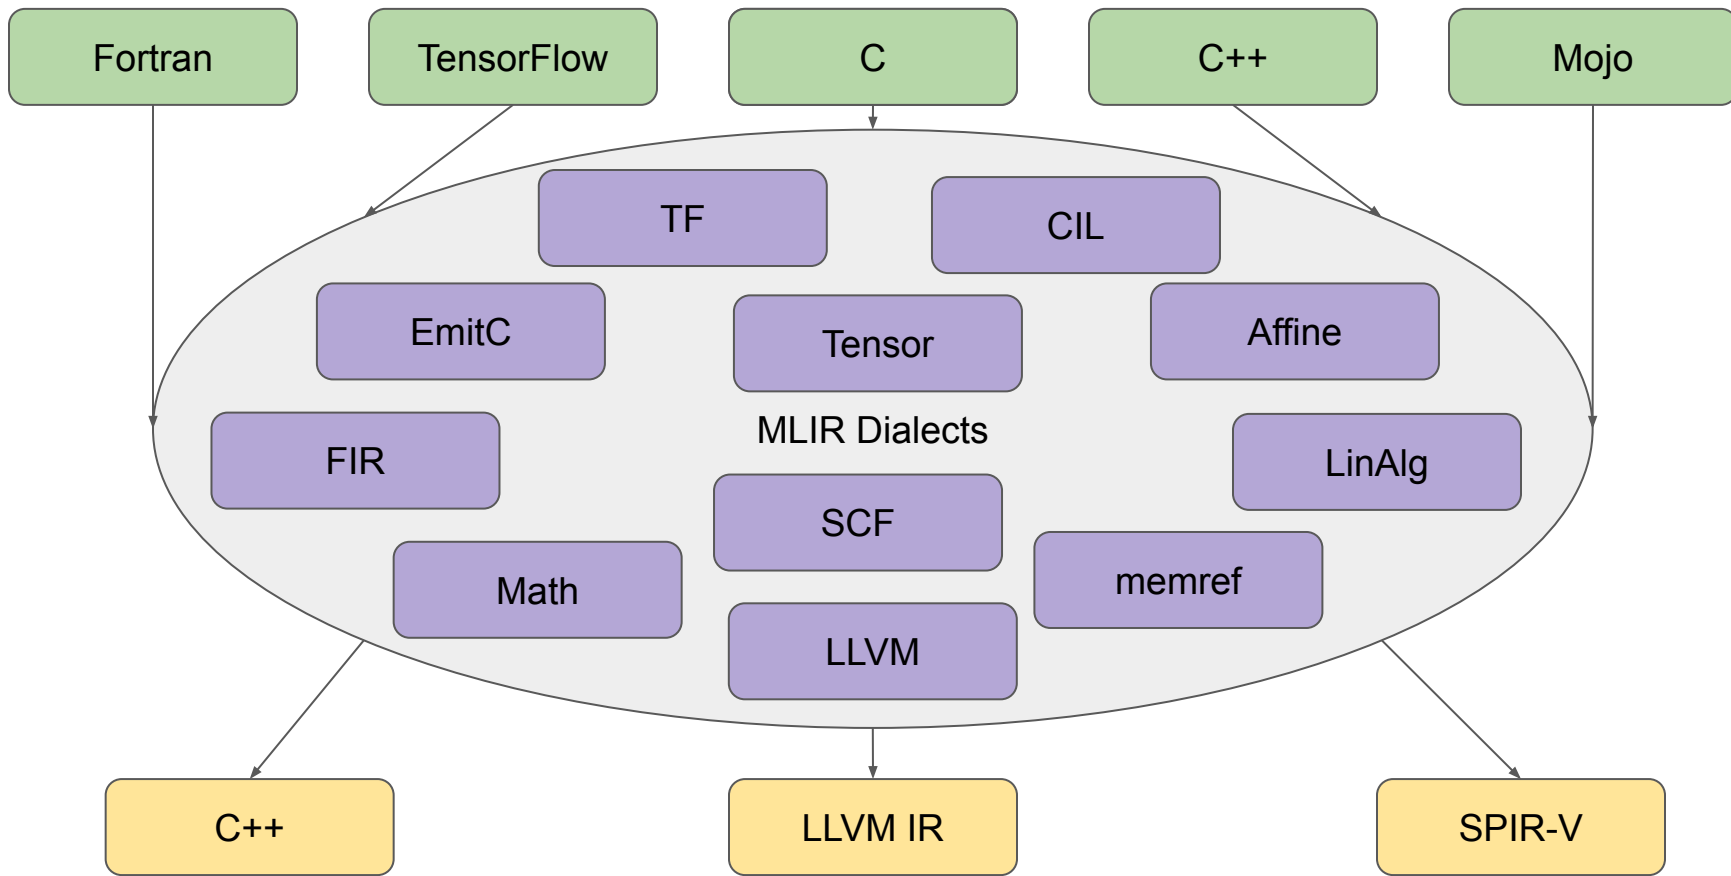 Fortran
TensorFlow
C
C++
Mojo
TF
CIL
EmitC
Tensor
Affine
MLIR Dialects
FIR
LinAlg
SCF
Math
memref
LLVM
C++
LLVM IR
SPIR-V